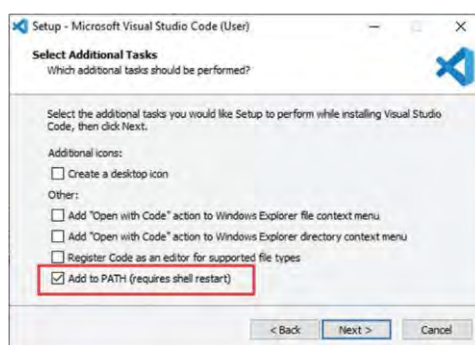 Setup - Microsoft Visual Studio Code (User)
Select Additional Tasks
Which additional tasks should be performed?
Select the additional tasks you would like Setup to perform while installing Visual Studio
Code, then click Next.
Additional icons:
Create a desktop icon
Other:
Add "Open with Code" action to Windows Explorer file context menu
Add "Open with Code" action to Windows Explorer directory context menu
Register Code as an editor for supported file types
Add to PATH (requires shell restart)
< Back Next > Cancel